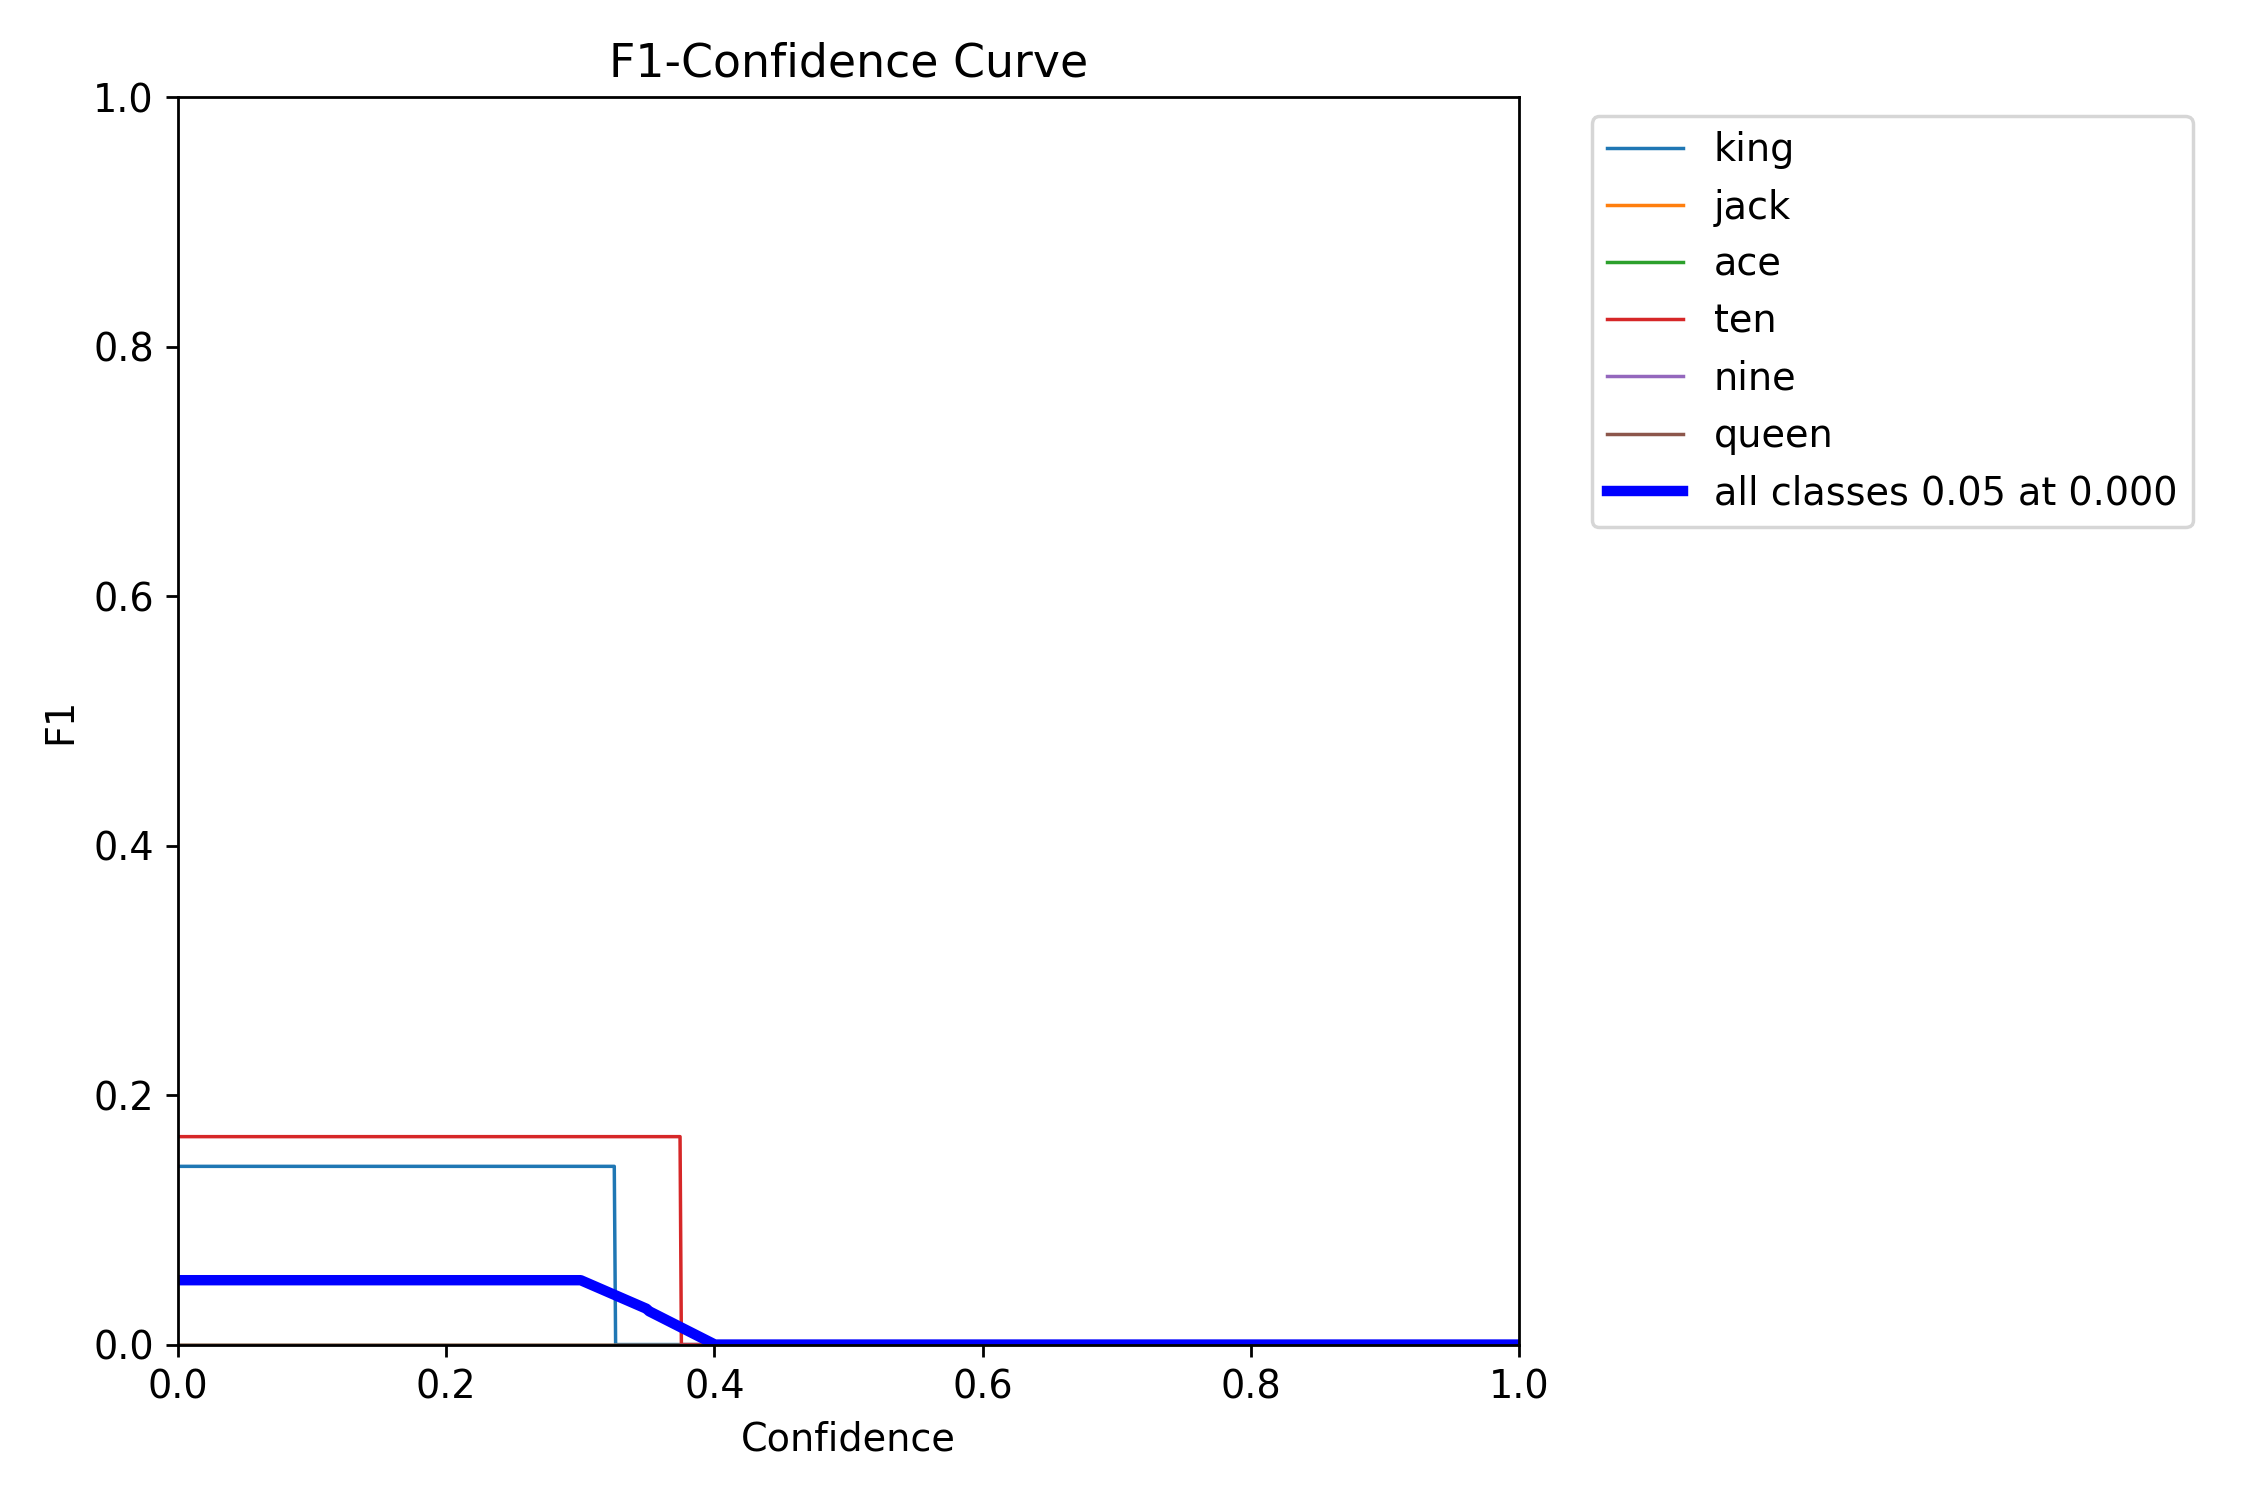 F1-Confidence Curve
1.0
0.8
0.6
0.4
0.2
0.0
F1
0.0 0.2 0.4 0.6 0.8 1.0
Confidence
king
jack
ace
ten
nine
queen
all classes 0.05 at 0.000